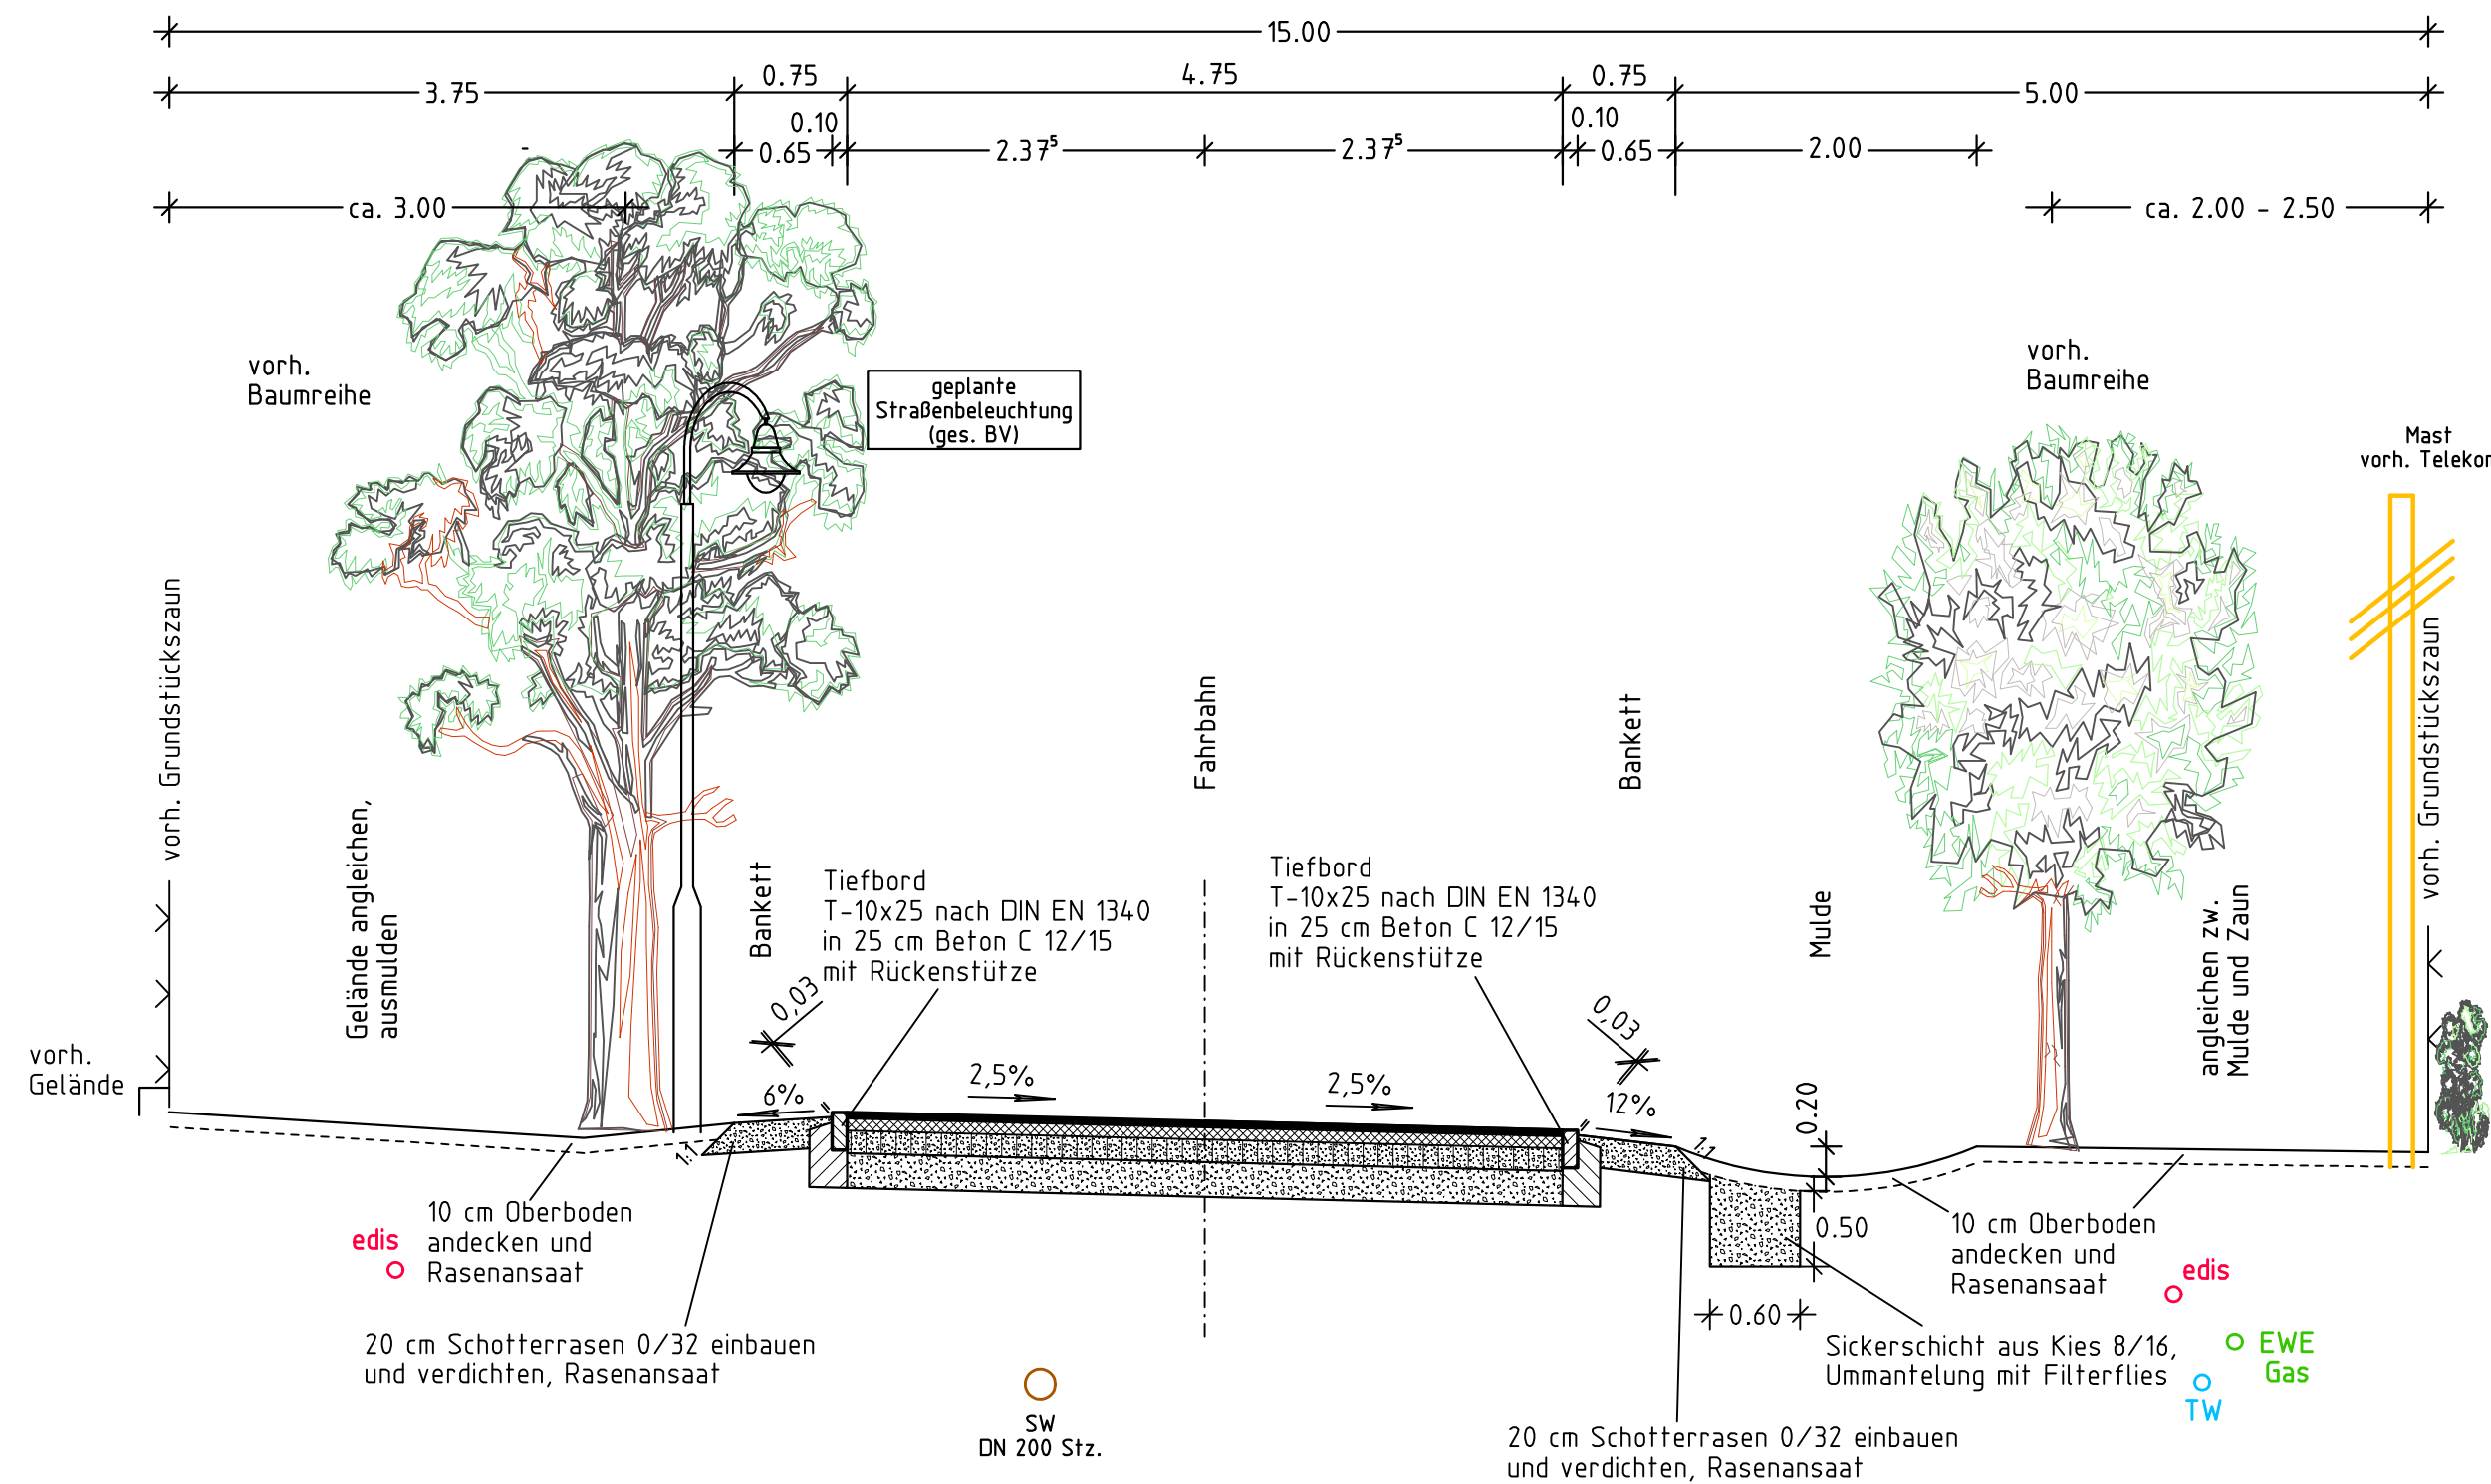 15.00
3.75
0.75
4.75
0.75
5.00
0.10
0.65
2.37⁵
2.37⁵
0.10
0.65
2.00
ca. 3.00
ca. 2.00 - 2.50
vorh.
Baumreihe
geplante
Straßenbeleuchtung
(ges. BV)
vorh.
Baumreihe
Mast
vorh. Telekom
vorh. Grundstückszaun
Gelände angleichen,
ausmulden
Bankett
Fahrbahn
Bankett
Mulde
angleichen zw.
Mulde und Zaun
vorh. Grundstückszaun
Tiefbord
T-10x25 nach DIN EN 1340
in 25 cm Beton C 12/15
mit Rückenstütze
Tiefbord
T-10x25 nach DIN EN 1340
in 25 cm Beton C 12/15
mit Rückenstütze
vorh.
Gelände
0,03
6%
2,5%
2,5%
0,03
12%
0.20
1:1
1:1
10 cm Oberboden
andecken und
Rasenansaat
edis
0.50
0.60
10 cm Oberboden
andecken und
Rasenansaat
edis
20 cm Schotterrasen 0/32 einbauen
und verdichten, Rasenansaat
Sickerschicht aus Kies 8/16,
Ummantelung mit Filterflies
EWE
Gas
TW
SW
DN 200 Stz.
20 cm Schotterrasen 0/32 einbauen
und verdichten, Rasenansaat